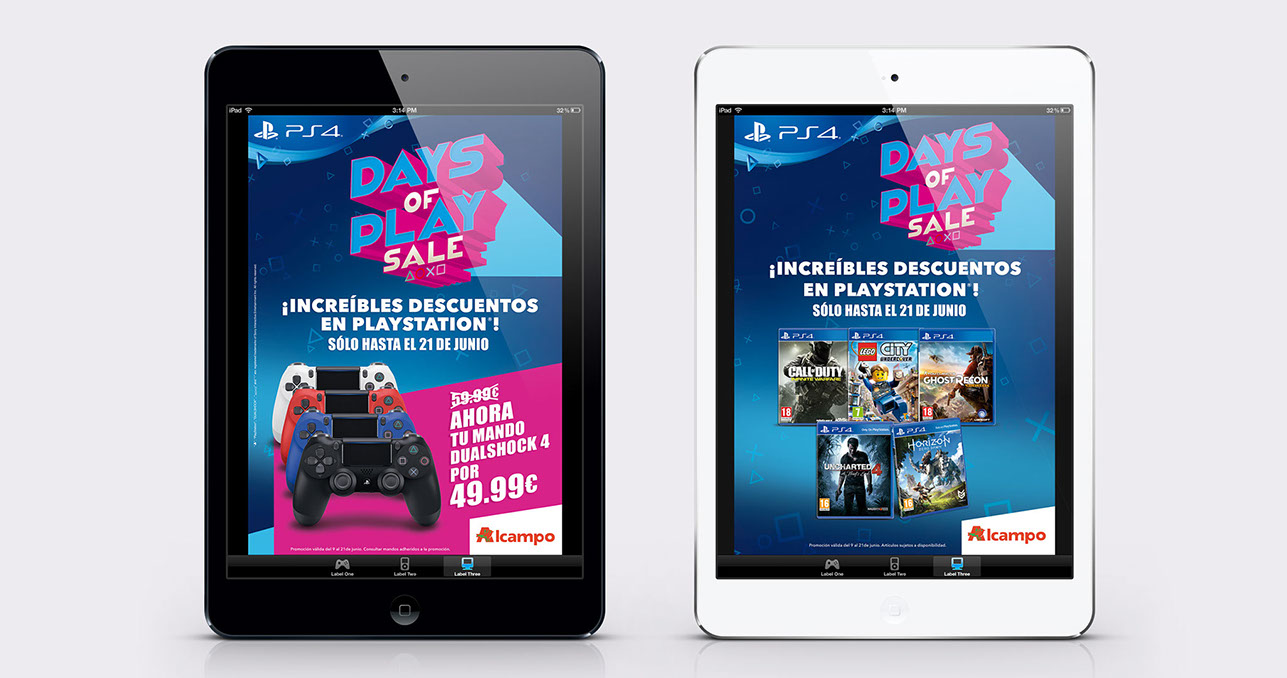 iPad 3:14 PM 32%
PS4
DAYS
OF
PLAY
SALE
¡INCREÍBLES DESCUENTOS
EN PLAYSTATION®!
SÓLO HASTA EL 21 DE JUNIO
59.99€
AHORA
TU MANDO
DUALSHOCK 4
POR
49.99€
Alcampo
Promoción válida del 9 al 21de junio. Consultar mandos adheridos a la promoción.
Label One Label Two Label Three
iPad 3:14 PM 32%
PS4
DAYS
OF
PLAY
SALE
¡INCREÍBLES DESCUENTOS
EN PLAYSTATION®!
SÓLO HASTA EL 21 DE JUNIO
PS4 PS4 PS4
CALL OF DUTY
INFINITE WARFARE
18
LEGO CITY
UNDERCOVER
7
GHOST RECON
18
UBISOFT
PS4 PS4
UNCHARTED 4
16
HORIZON
16
Alcampo
Promoción válida del 9 al 21de junio. Artículos sujetos a disponibilidad.
Label One Label Two Label Three